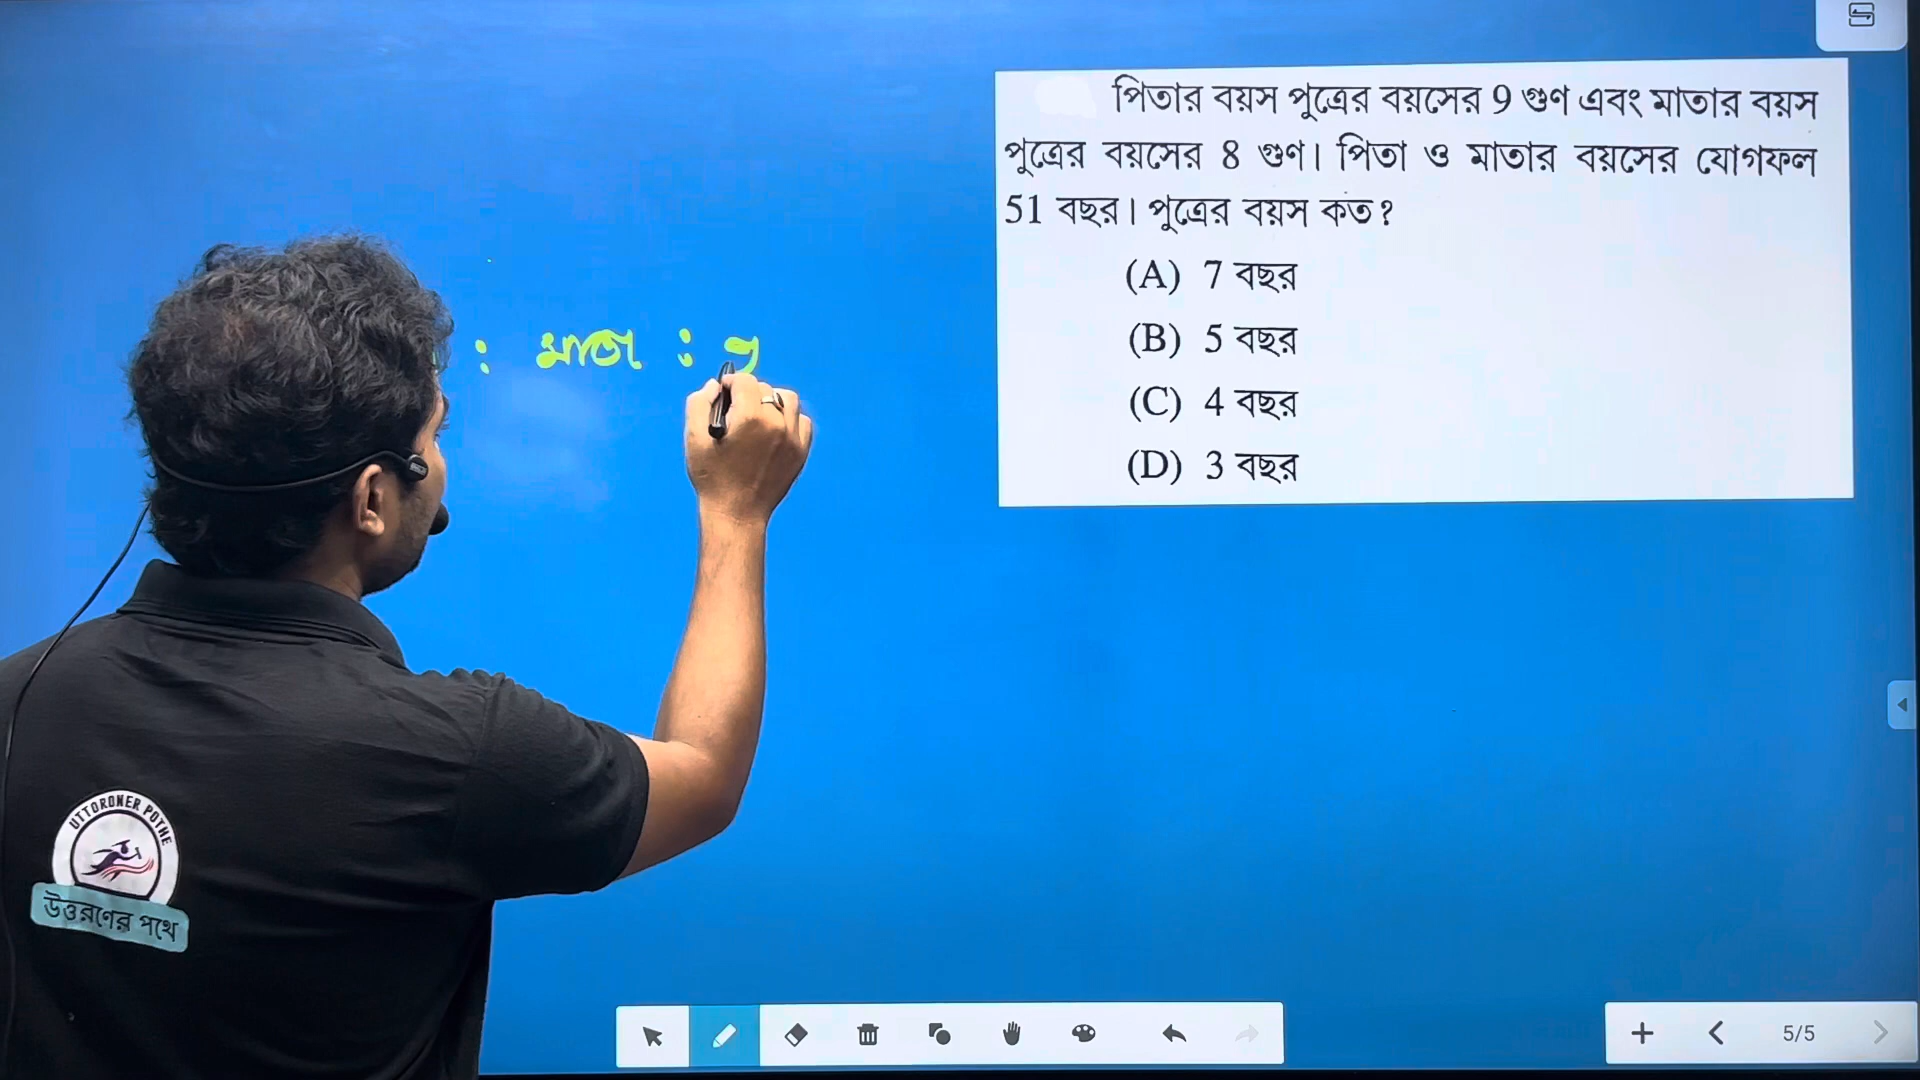 পিতার বয়স পুত্রের বয়সের 9 গুণ এবং মাতার বয়স
পুত্রের বয়সের 8 গুণ। পিতা ও মাতার বয়সের যোগফল
51 বছর। পুত্রের বয়স কত?
(A) 7 বছর
(B) 5 বছর
(C) 4 বছর
(D) 3 বছর
: মাতা :
UTTORONER POTHE
উত্তরণের পথে
5/5